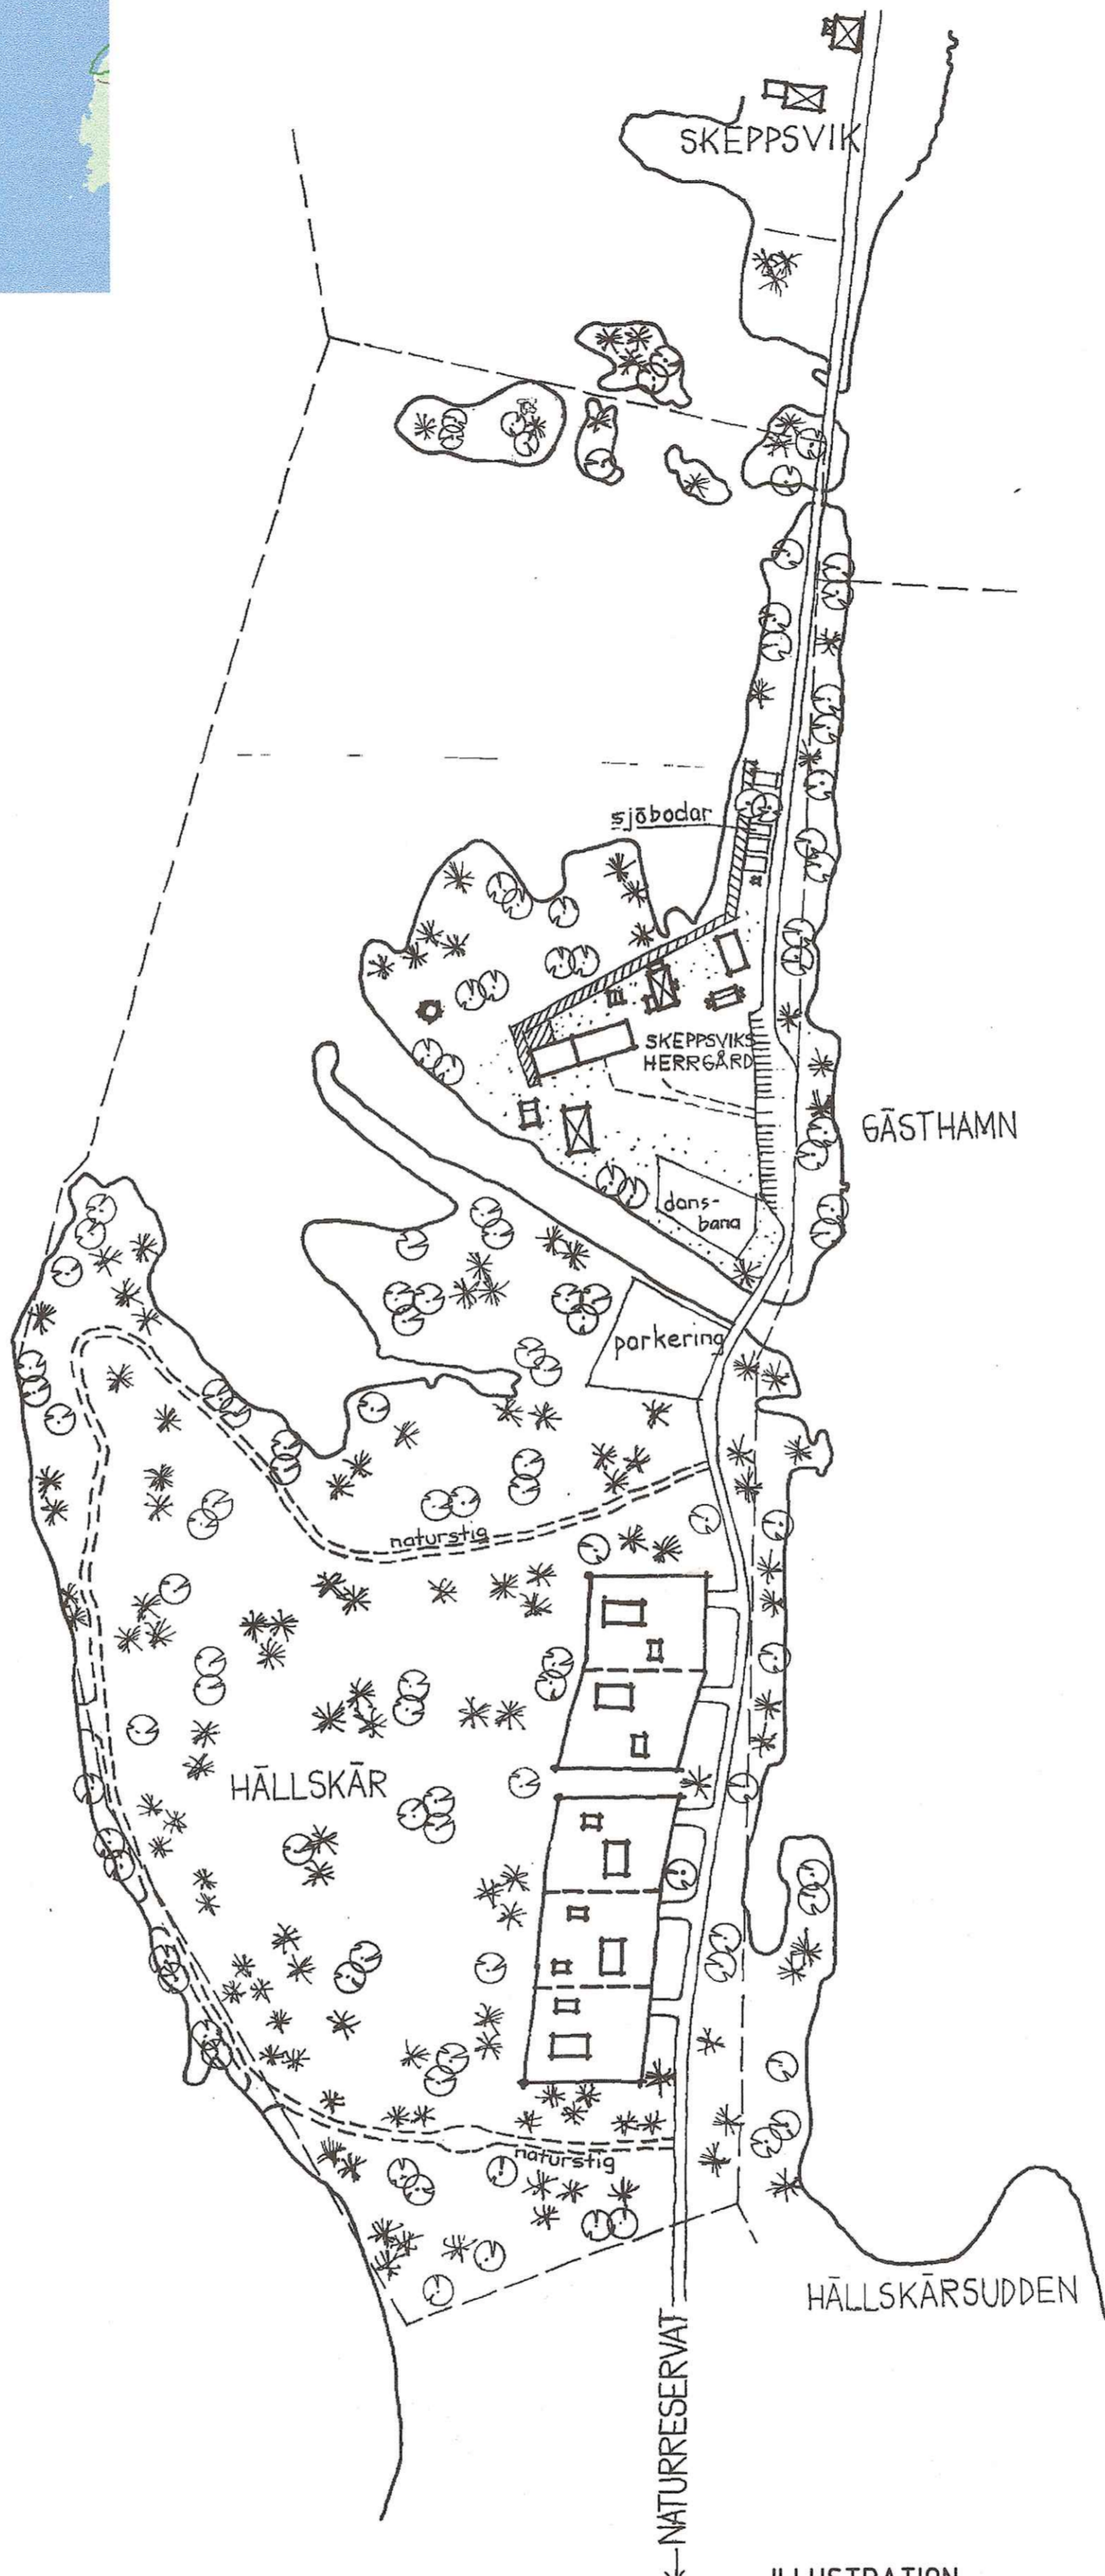 SKEPPSVIK
sjöbodar
SKEPPSVIKS
HERRGÅRD
GÄSTHAMN
dans-
bana
parkering
naturstig
HÄLLSKÄR
naturstig
HÄLLSKÄRSUDDEN
NATURRESERVAT
ILLUSTRATION